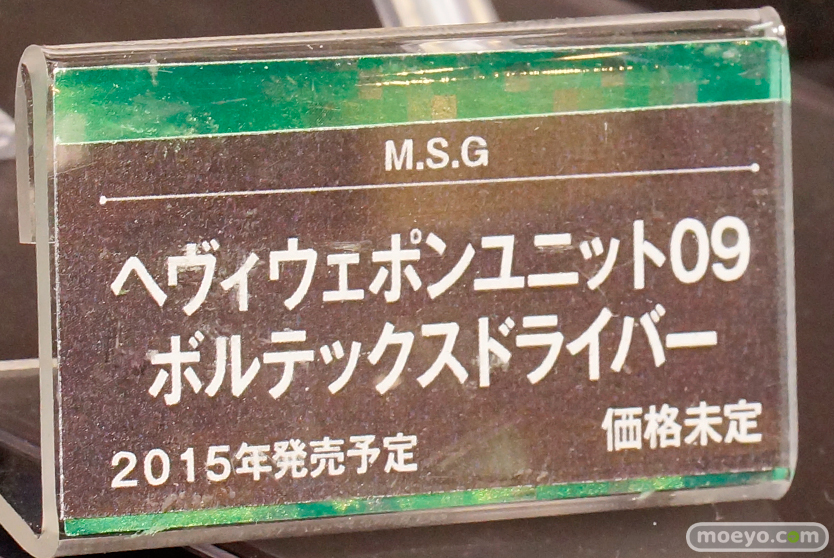 M.S.G
ヘヴィウェポンユニット09
ボルテックスドライバー
価格未定
2015年発売予定
moeyo.com